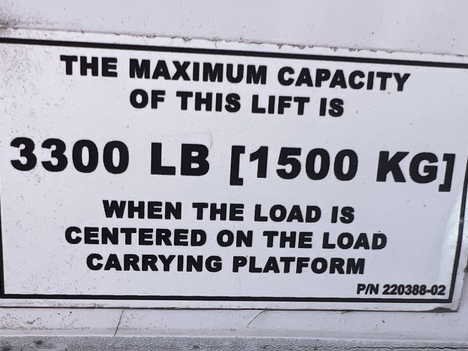 THE MAXIMUM CAPACITY
OF THIS LIFT IS
3300 LB [1500 KG]
WHEN THE LOAD IS
CENTERED ON THE LOAD
CARRYING PLATFORM
P/N 220388-02